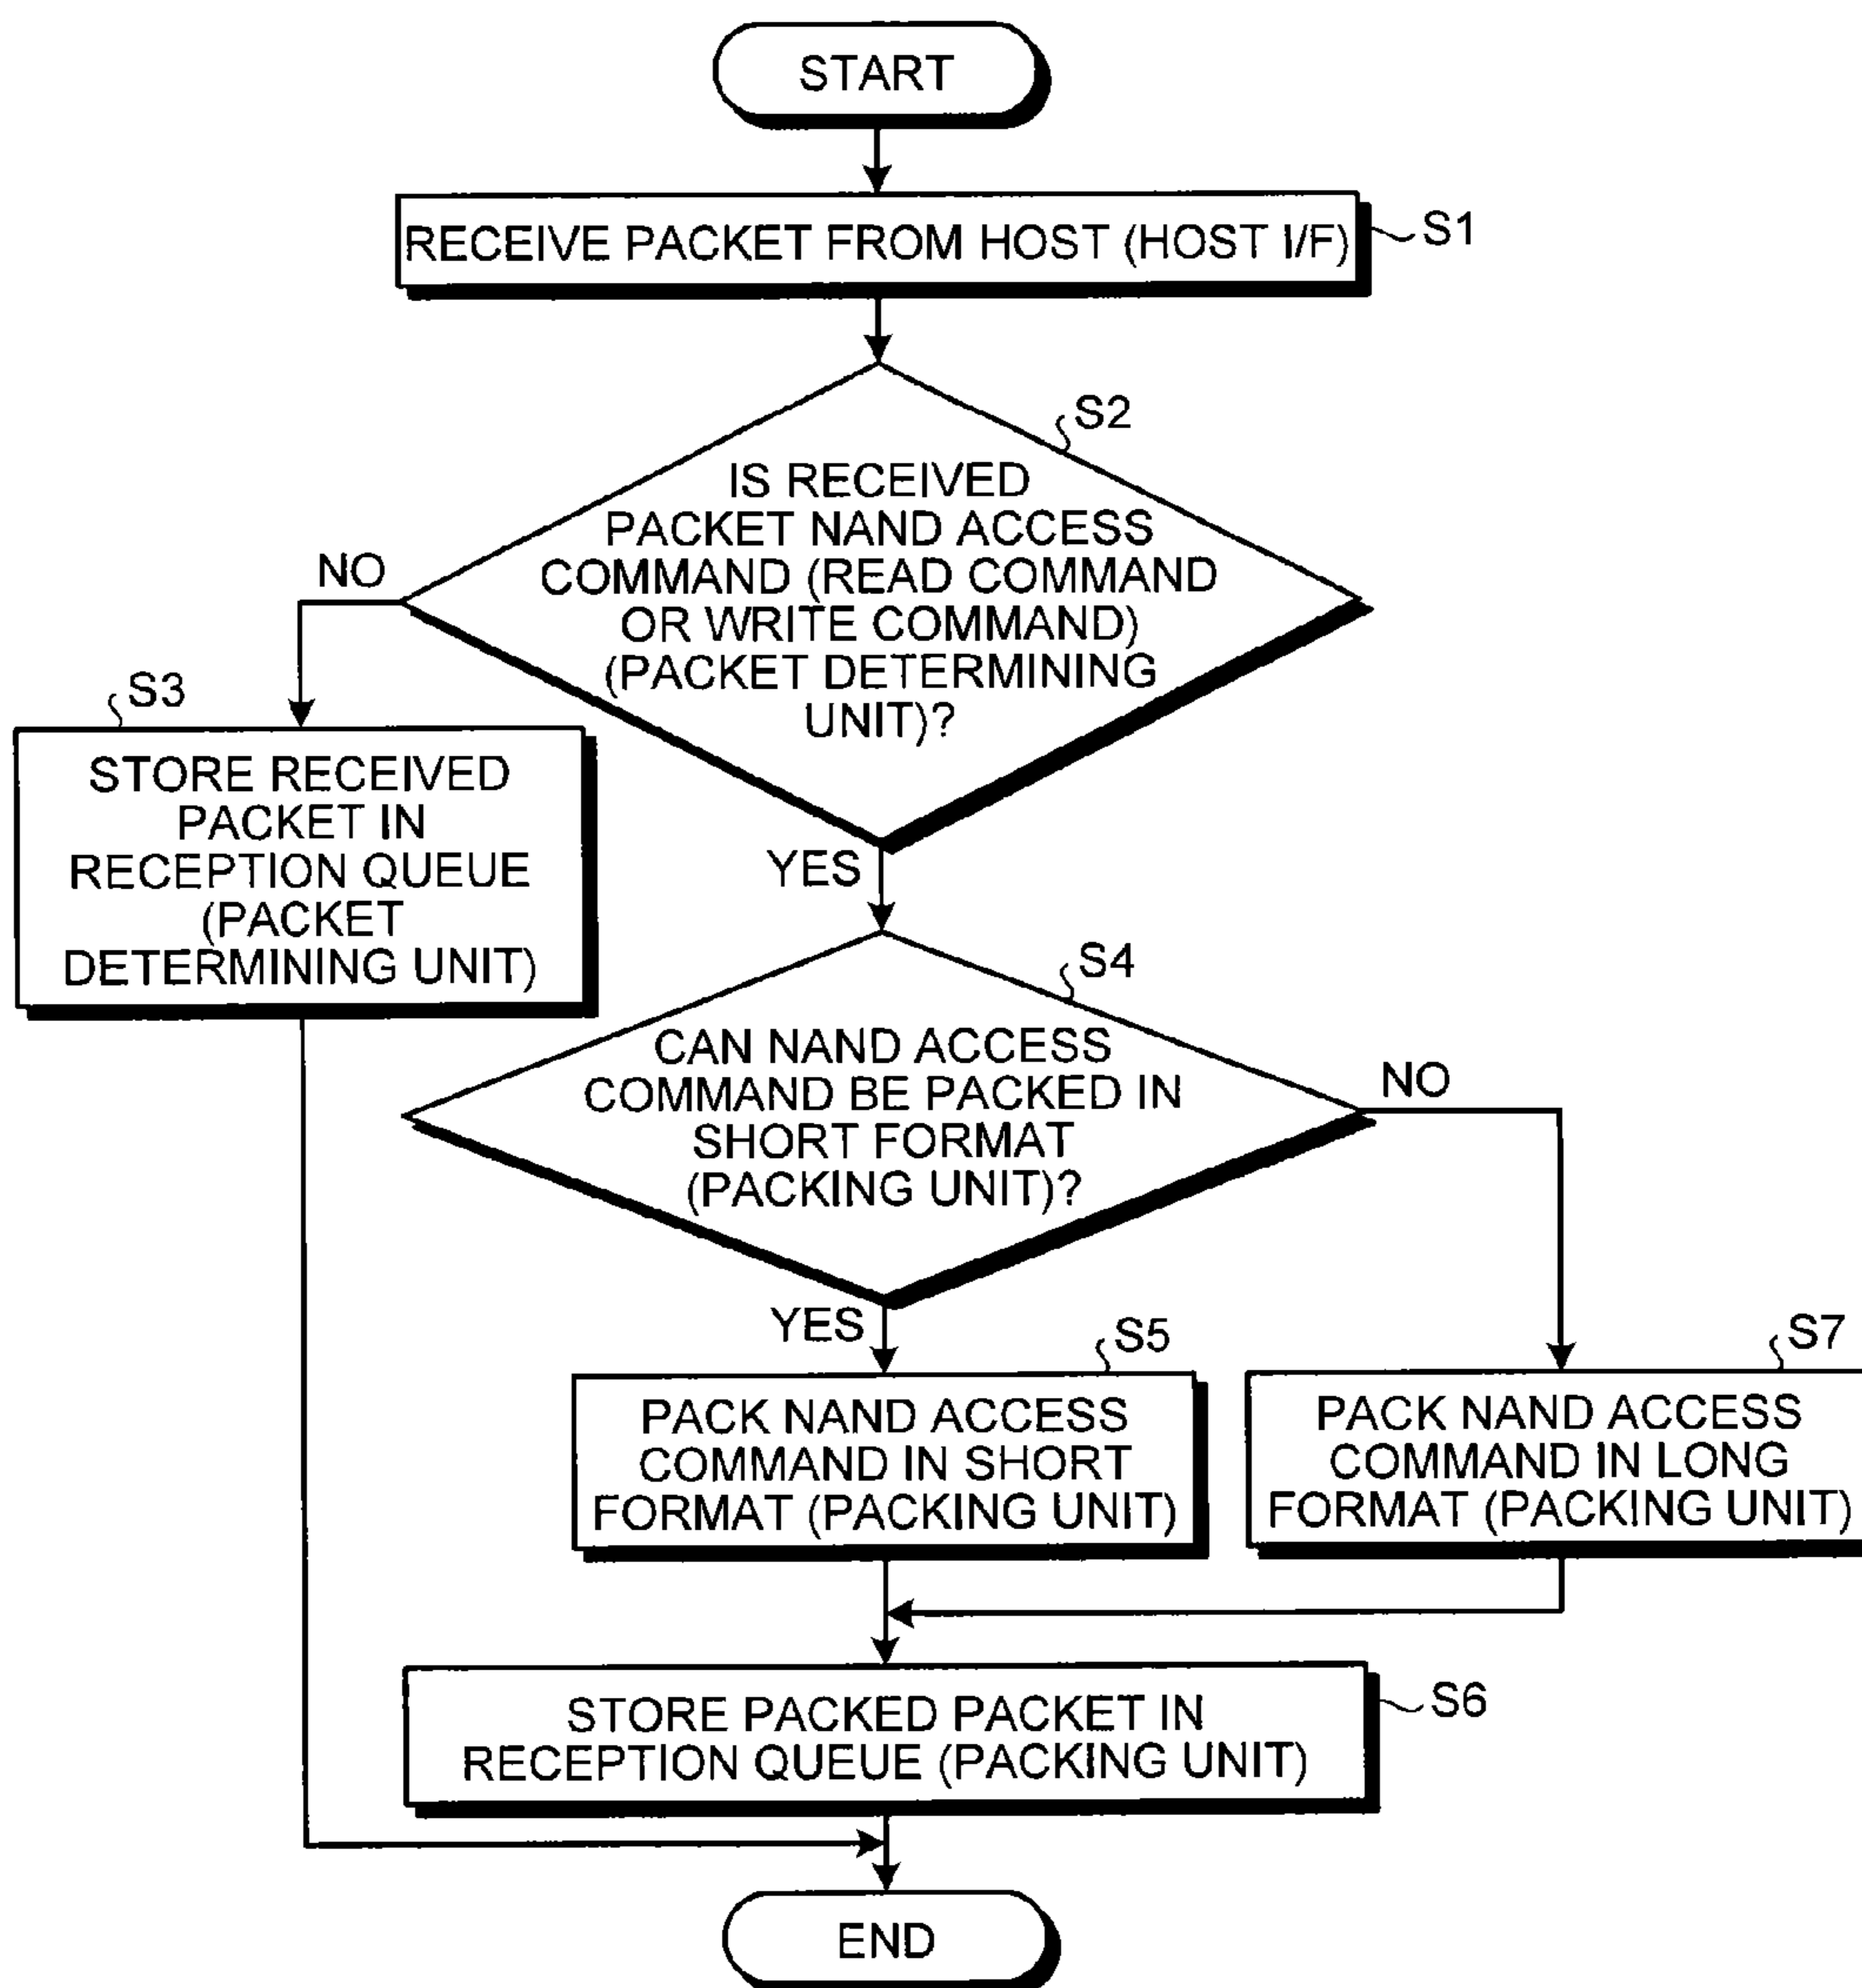 START
RECEIVE PACKET FROM HOST (HOST I/F)
S1
S2
IS RECEIVED
PACKET NAND ACCESS
COMMAND (READ COMMAND
OR WRITE COMMAND)
(PACKET DETERMINING
UNIT)?
NO
S3
STORE RECEIVED
PACKET IN
RECEPTION QUEUE
(PACKET
DETERMINING UNIT)
YES
S4
CAN NAND ACCESS
COMMAND BE PACKED IN
SHORT FORMAT
(PACKING UNIT)?
NO
YES
S5
PACK NAND ACCESS
COMMAND IN SHORT
FORMAT (PACKING UNIT)
S7
PACK NAND ACCESS
COMMAND IN LONG
FORMAT (PACKING UNIT)
STORE PACKED PACKET IN
RECEPTION QUEUE (PACKING UNIT)
S6
END